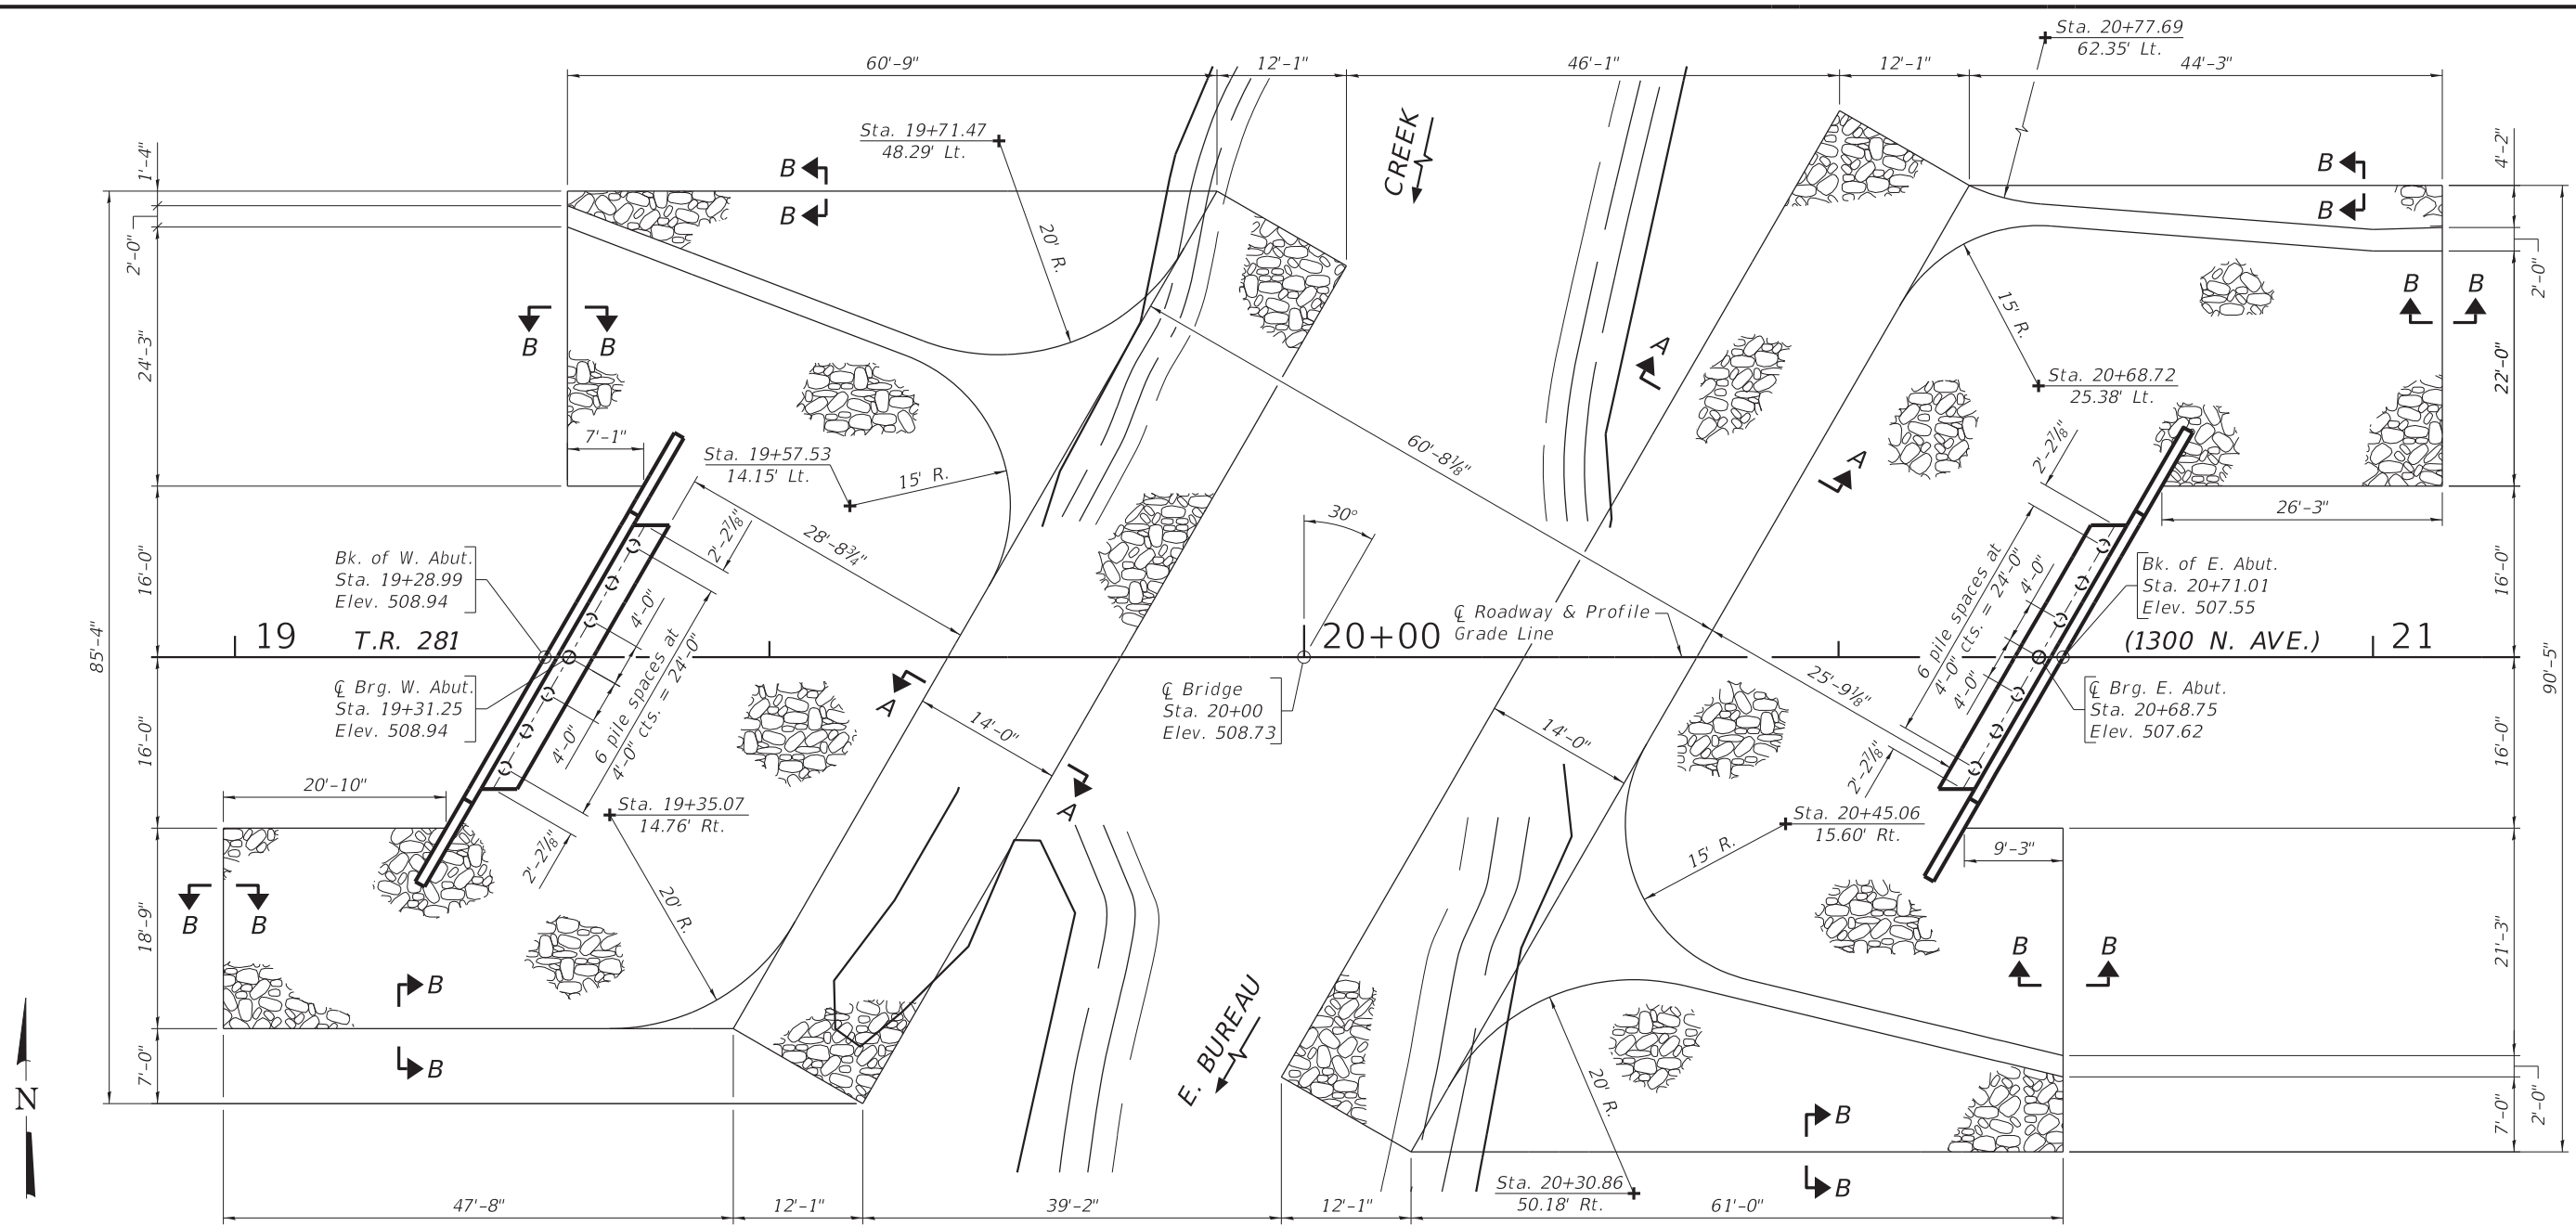 Sta. 20+77.69
62.35' Lt.
60'-9"
12'-1"
46'-1"
12'-1"
44'-3"
Sta. 19+71.47
48.29' Lt.
CREEK
1'-4"
B
B
B
B
4'-2"
2'-0"
20' R.
2'-0"
24'-3"
B
B
A
15' R.
B
B
22'-0"
Sta. 20+68.72
25.38' Lt.
7'-1"
Sta. 19+57.53
14.15' Lt.
15' R.
60'-8⅛"
A
2'-2⅞"
28'-8¾"
2'-2⅞"
30°
26'-3"
16'-0"
Bk. of W. Abut.
Sta. 19+28.99
Elev. 508.94
4'-0"
6 pile spaces at
4'-0" cts. = 24'-0"
4'-0"
Bk. of E. Abut.
Sta. 20+71.01
Elev. 507.55
16'-0"
85'-4"
19
T.R. 281
20+00
℄ Roadway & Profile
Grade Line
(1300 N. AVE.)
21
90'-5"
6 pile spaces at
4'-0" cts. = 24'-0"
4'-0"
4'-0"
℄ Brg. W. Abut.
Sta. 19+31.25
Elev. 508.94
A
14'-0"
℄ Bridge
Sta. 20+00
Elev. 508.73
14'-0"
25'-9⅛"
℄ Brg. E. Abut.
Sta. 20+68.75
Elev. 507.62
16'-0"
16'-0"
20'-10"
2'-2⅞"
A
2'-2⅞"
Sta. 19+35.07
14.76' Rt.
Sta. 20+45.06
15.60' Rt.
15' R.
9'-3"
18'-9"
B
B
20' R.
B
B
21'-3"
B
B
E. BUREAU
20' R.
7'-0"
N
B
B
7'-0"
2'-0"
Sta. 20+30.86
50.18' Rt.
47'-8"
12'-1"
39'-2"
12'-1"
61'-0"